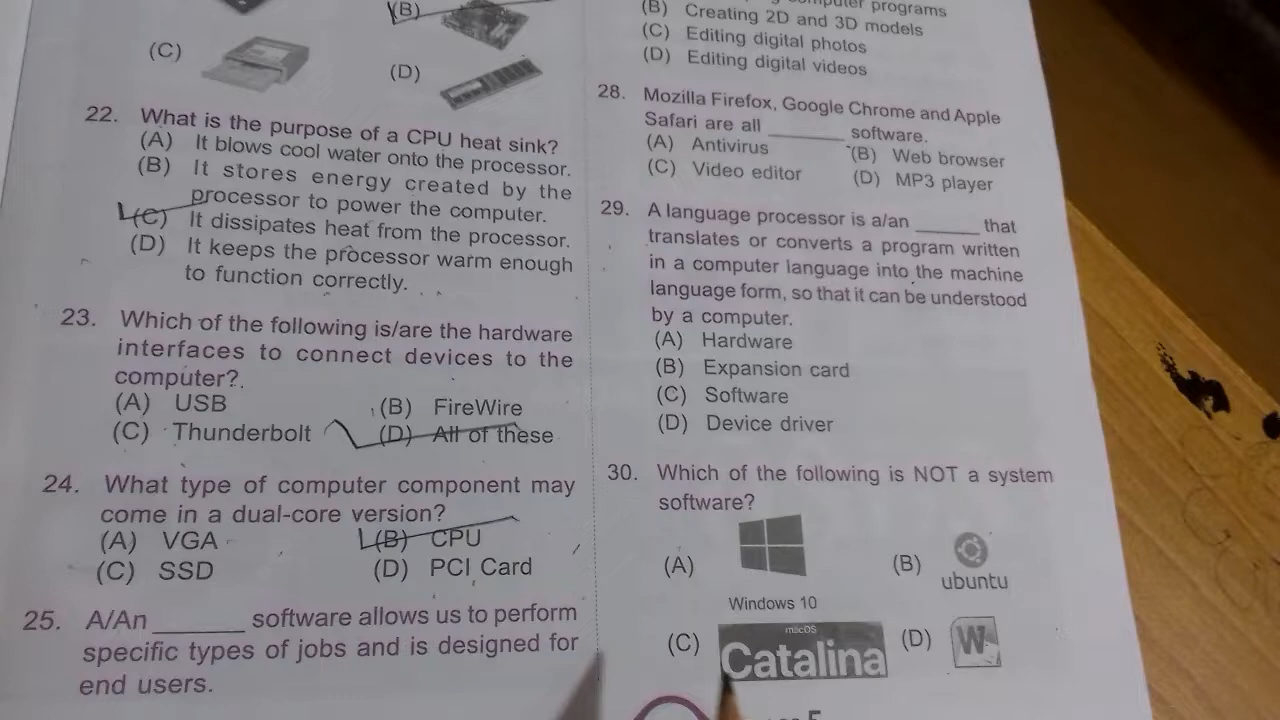 (B)
(C)
(D)
22. What is the purpose of a CPU heat sink?
(A) It blows cool water onto the processor.
(B) It stores energy created by the
processor to power the computer.
(C) It dissipates heat from the processor.
(D) It keeps the processor warm enough
to function correctly.
23. Which of the following is/are the hardware
interfaces to connect devices to the
computer?
(A) USB (B) FireWire
(C) Thunderbolt (D) All of these
24. What type of computer component may
come in a dual-core version?
(A) VGA (B) CPU
(C) SSD (D) PCI Card
25. A/An ______ software allows us to perform
specific types of jobs and is designed for
end users.
programs
(B) Creating 2D and 3D models
(C) Editing digital photos
(D) Editing digital videos
28. Mozilla Firefox, Google Chrome and Apple
Safari are all ______ software.
(A) Antivirus (B) Web browser
(C) Video editor (D) MP3 player
29. A language processor is a/an ______ that
translates or converts a program written
in a computer language into the machine
language form, so that it can be understood
by a computer.
(A) Hardware
(B) Expansion card
(C) Software
(D) Device driver
30. Which of the following is NOT a system
software?
(A) (B)
ubuntu
Windows 10
(C) macOS
Catalina (D) W